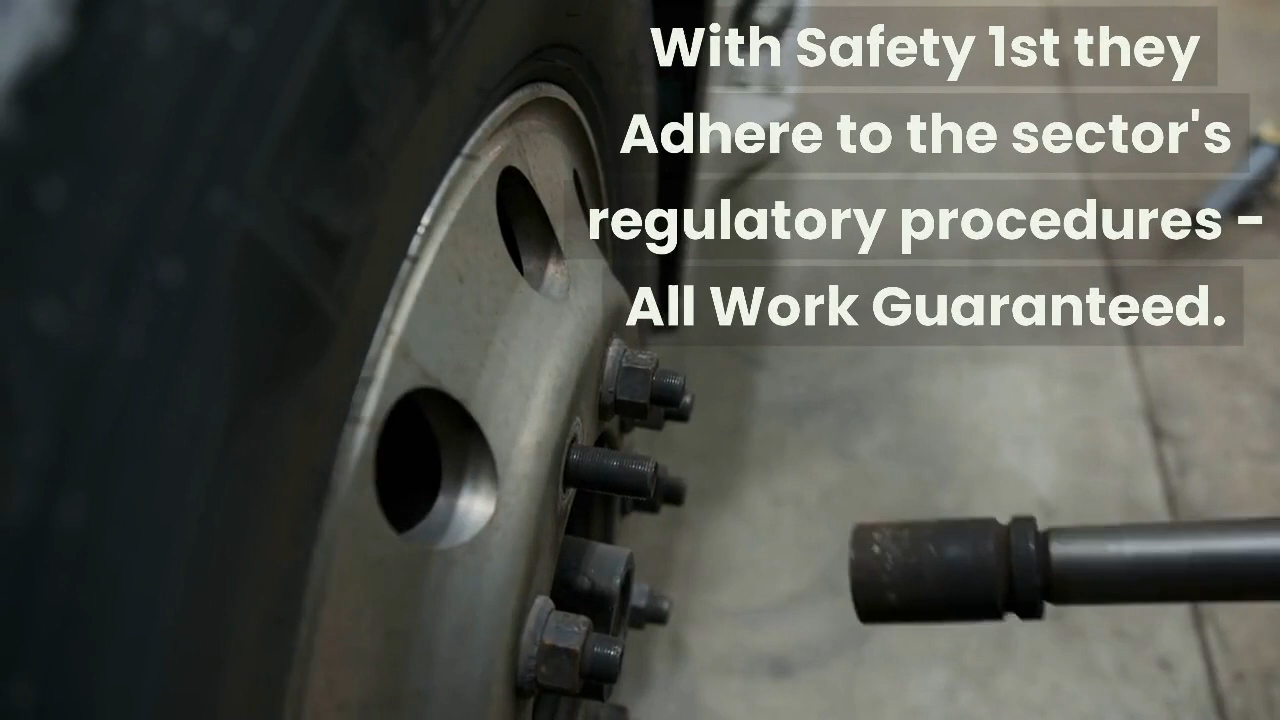 With Safety 1st they
Adhere to the sector's
regulatory procedures -
All Work Guaranteed.